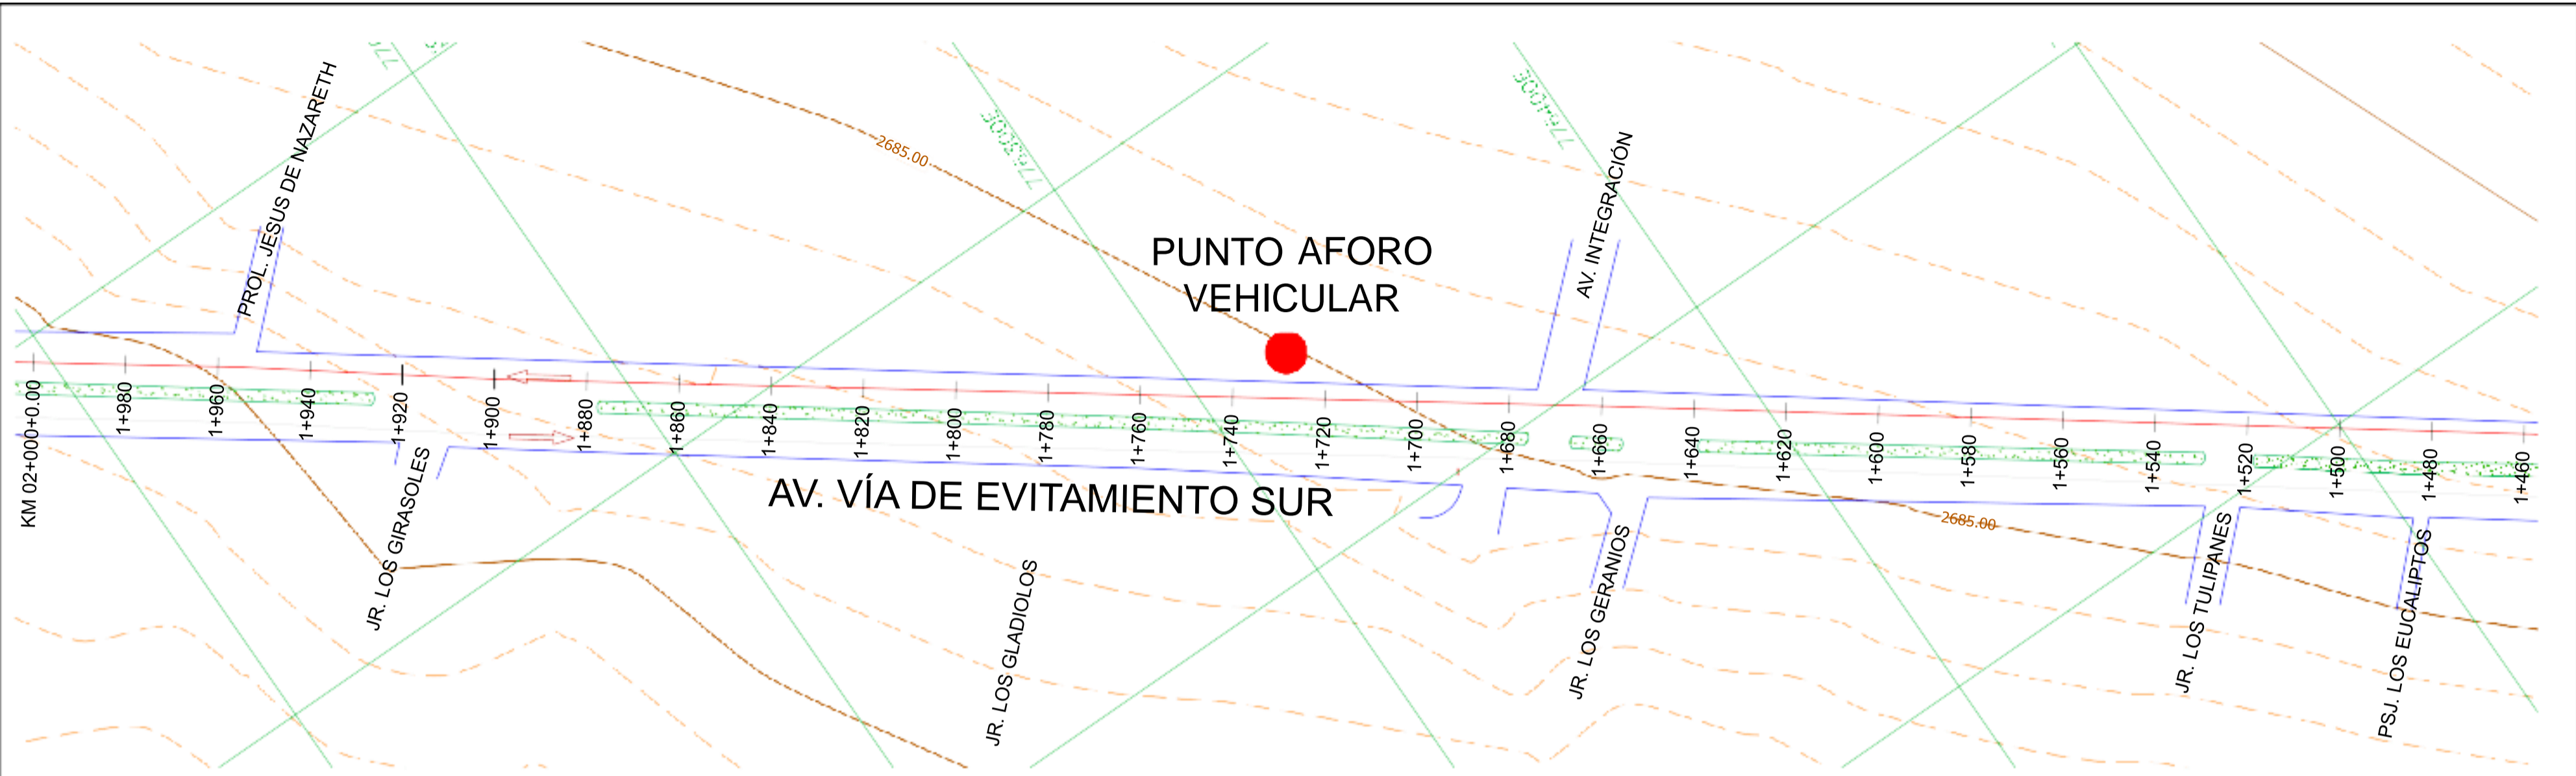 PROL. JESUS DE NAZARETH
2685.00
AV. INTEGRACIÓN
PUNTO AFORO
VEHICULAR
KM 02+000+0.00
1+980
1+960
1+940
1+920
1+900
1+880
1+860
1+840
1+820
1+800
1+780
1+760
1+740
1+720
1+700
1+680
1+660
1+640
1+620
1+600
1+580
1+560
1+540
1+520
1+500
1+480
1+460
AV. VÍA DE EVITAMIENTO SUR
2685.00
JR. LOS GIRASOLES
JR. LOS GLADIOLOS
JR. LOS GERANIOS
JR. LOS TULIPANES
PSJ. LOS EUCALIPTOS